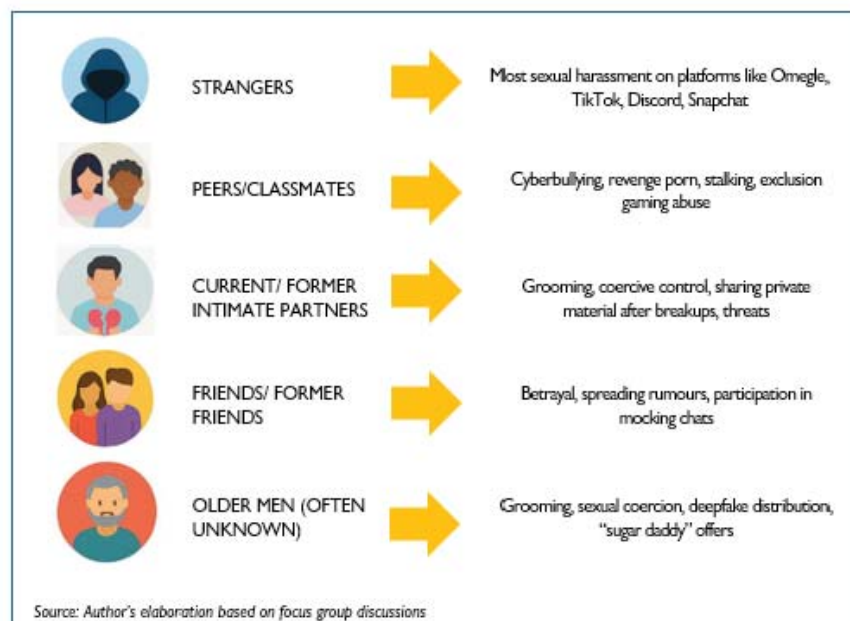 STRANGERS
Most sexual harassment on platforms like Omegle,
TikTok, Discord, Snapchat
PEERS/CLASSMATES
Cyberbullying, revenge porn, stalking, exclusion
gaming abuse
CURRENT/ FORMER
INTIMATE PARTNERS
Grooming, coercive control, sharing private
material after breakups, threats
FRIENDS/ FORMER
FRIENDS
Betrayal, spreading rumours, participation in
mocking chats
OLDER MEN (OFTEN
UNKNOWN)
Grooming, sexual coercion, deepfake distribution,
“sugar daddy” offers
Source: Author's elaboration based on focus group discussions